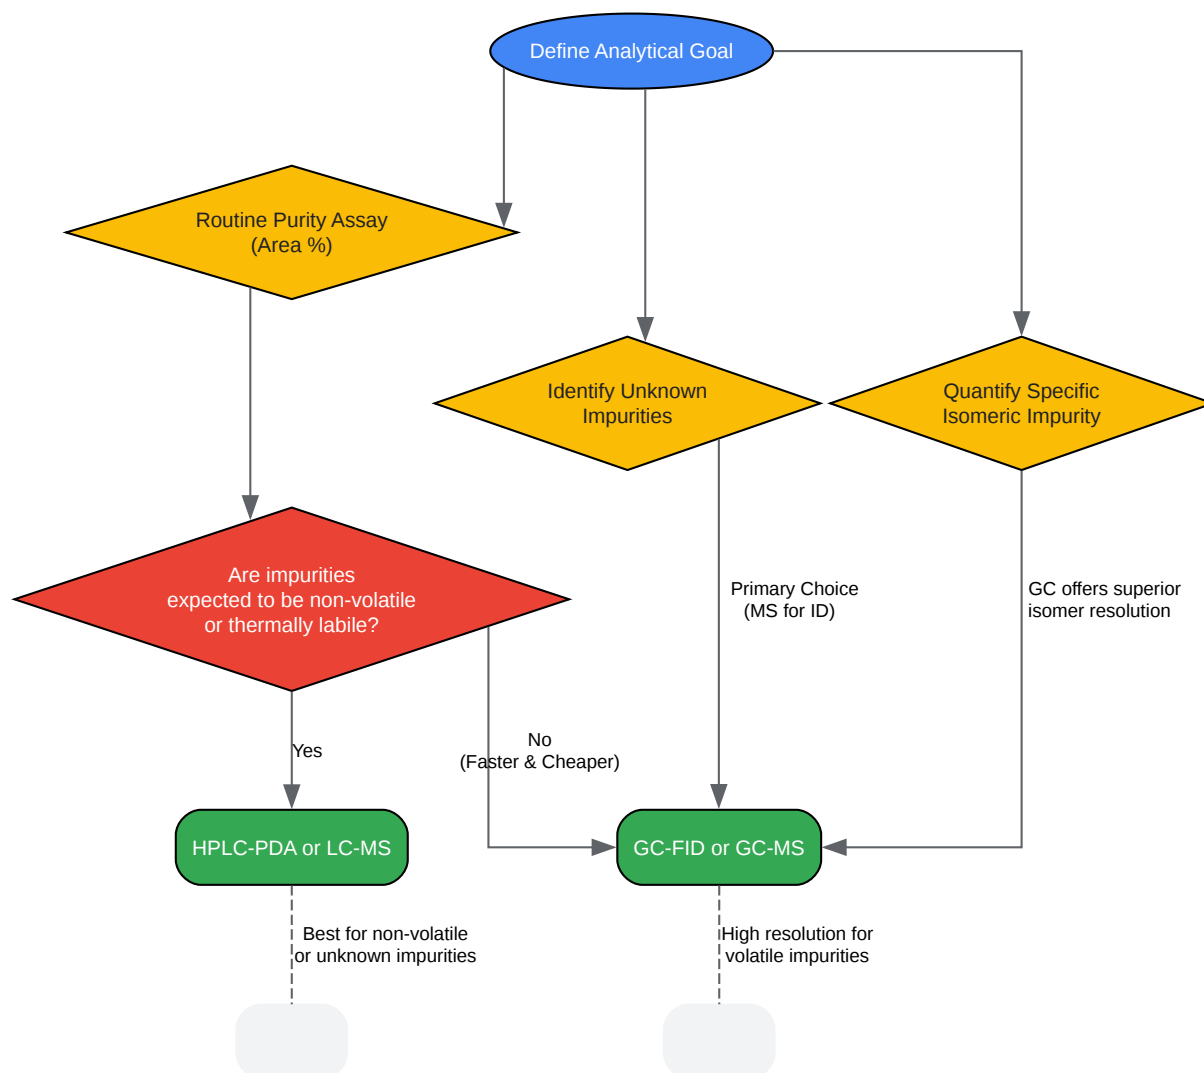 Define Analytical Goal
Routine Purity Assay
(Area %)
Identify Unknown
Impurities
Quantify Specific
Isomeric Impurity
Are impurities
expected to be non-volatile
or thermally labile?
Primary Choice
(MS for ID)
GC offers superior
isomer resolution
Yes
No
(Faster & Cheaper)
HPLC-PDA or LC-MS
GC-FID or GC-MS
Best for non-volatile
or unknown impurities
High resolution for
volatile impurities